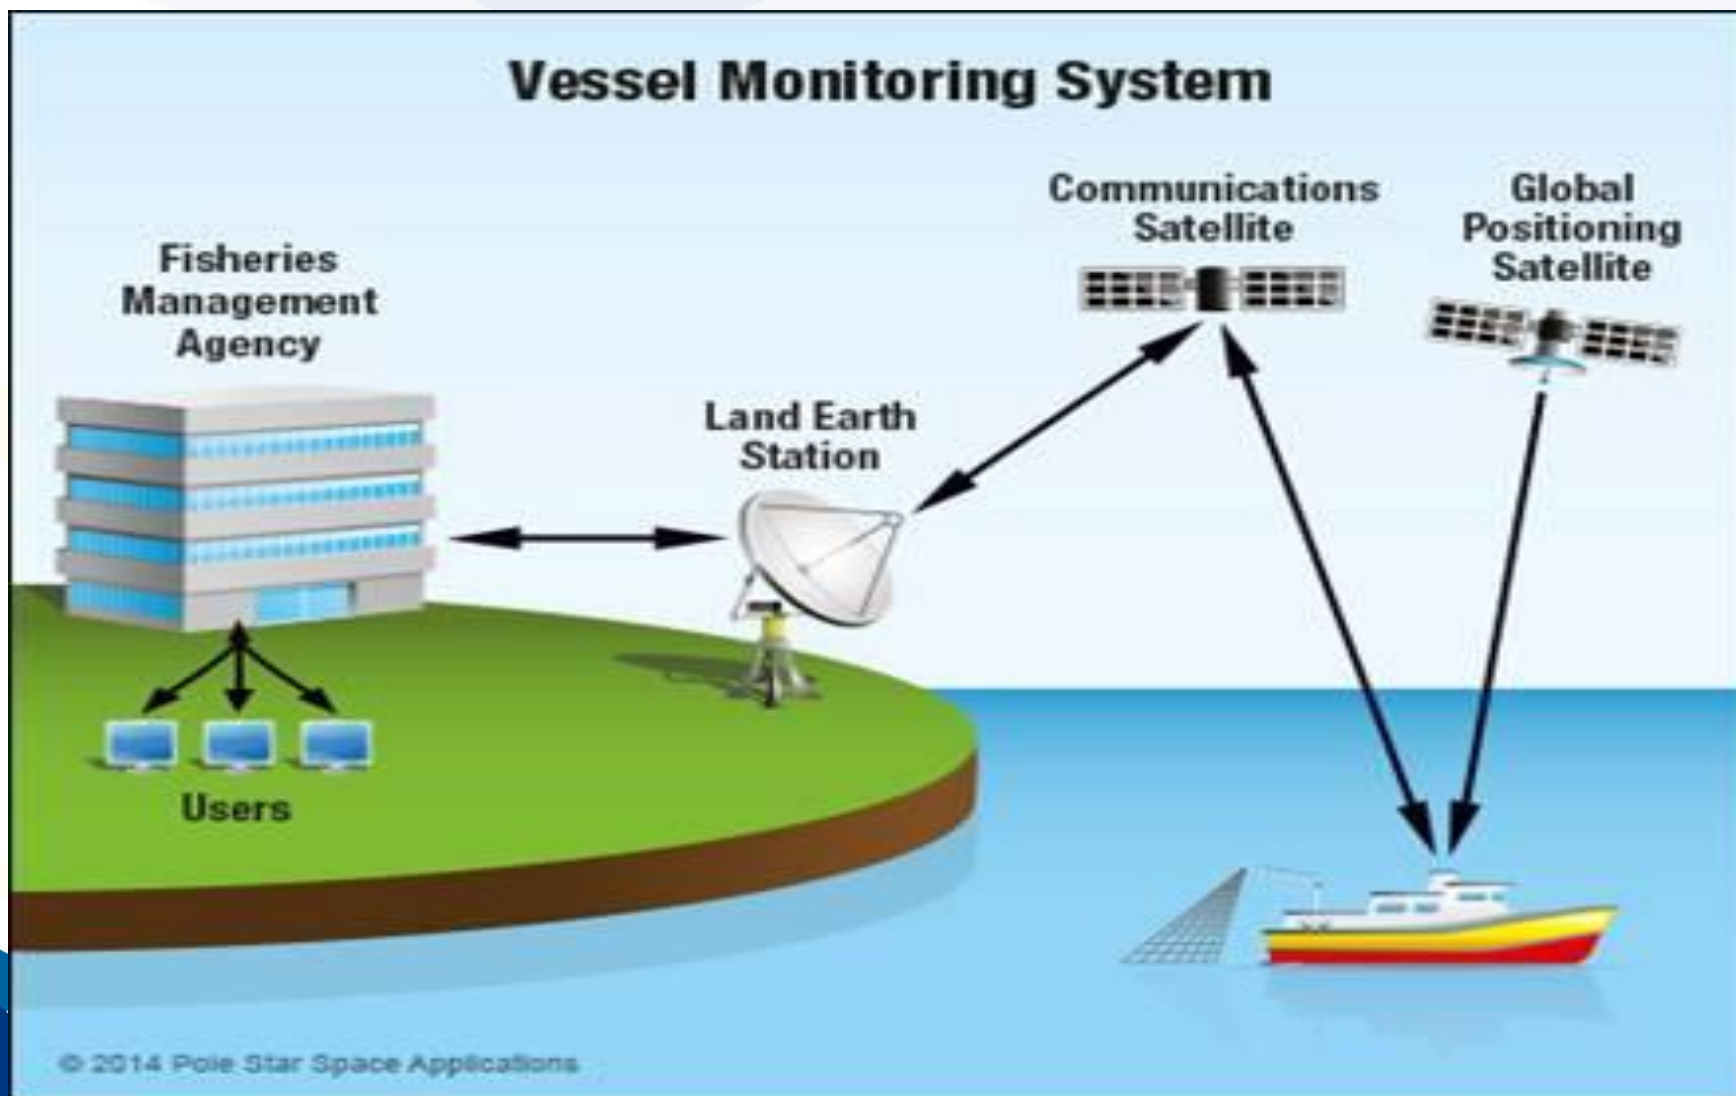 Vessel Monitoring System
Communications
Satellite
Global
Positioning
Satellite
Fisheries
Management
Agency
Land Earth
Station
Users
© 2014 Pole Star Space Applications